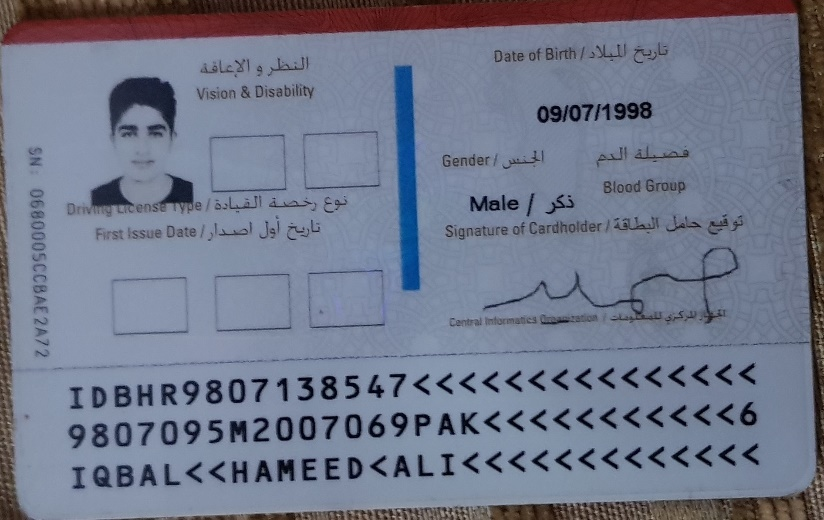 النظر و الإعاقة
Vision & Disability
Driving License Type / نوع رخصة القيادة
First Issue Date / تاريخ أول اصدار
SN: 0680005CCBAE2A72
Date of Birth / تاريخ الميلاد
09/07/1998
Gender / الجنس
فصيلة الدم
Blood Group
Male / ذكر
Signature of Cardholder / توقيع حامل البطاقة
Central Informatics Organization / الجهاز المركزي للمعلومات
IDBHR9807138547<<<<<<<<<<<<<<<
9807095M2007069PAK<<<<<<<<<<<6
IQBAL<<HAMEED<ALI<<<<<<<<<<<<<